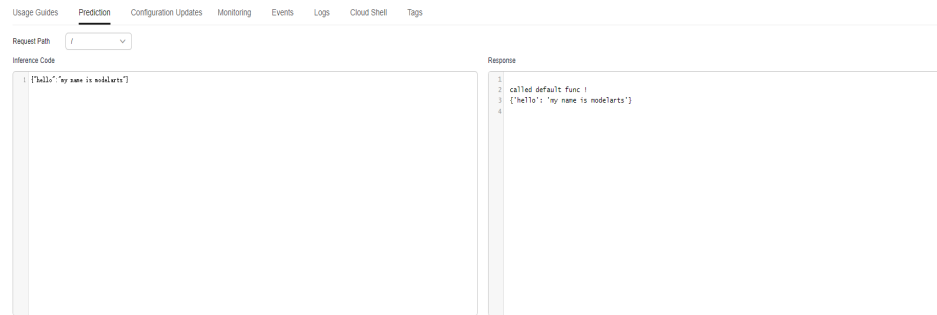 Usage Guides Prediction Configuration Updates Monitoring Events Logs Cloud Shell Tags
Request Path /
Inference Code
1 {"hello":"my name is modelarts"}
Response
1
2 called default func !
3 {'hello': 'my name is modelarts'}
4